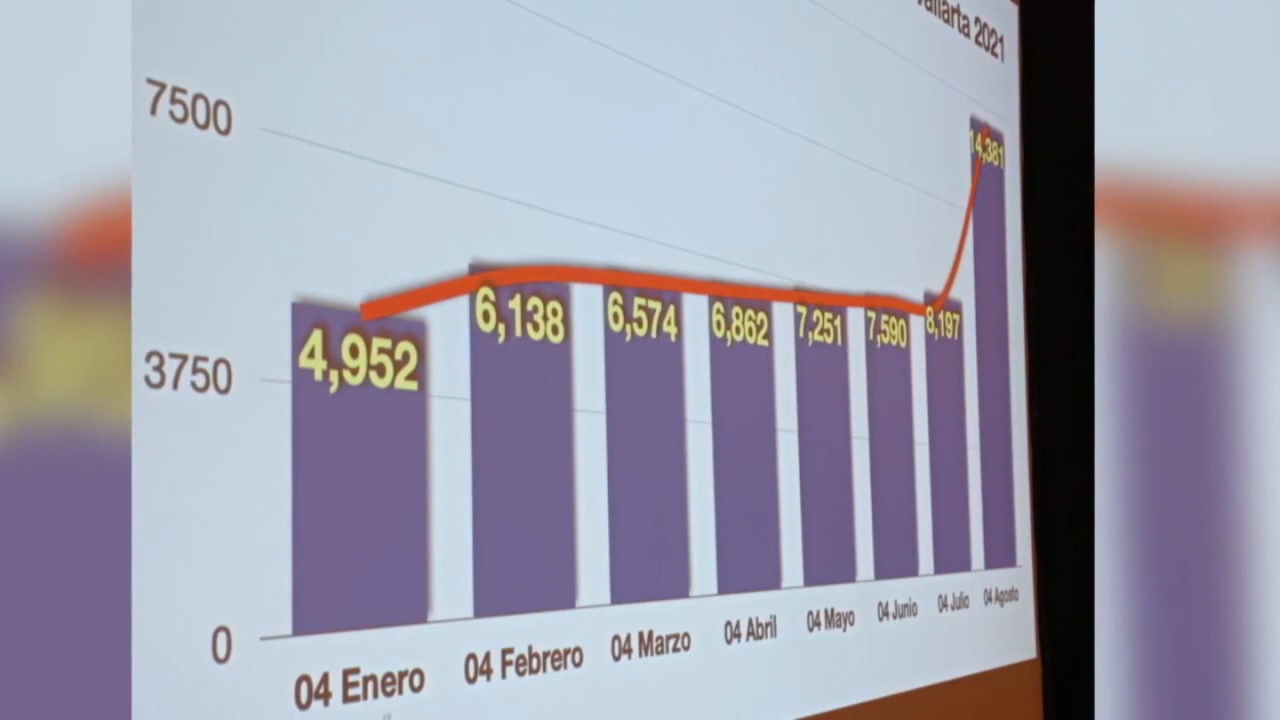 2021
7500
14,381
6,138
6,574
6,862
7,251
7,590
8,197
4,952
3750
0
04 Enero
04 Febrero
04 Marzo
04 Abril
04 Mayo
04 Junio
04 Julio
04 Agosto